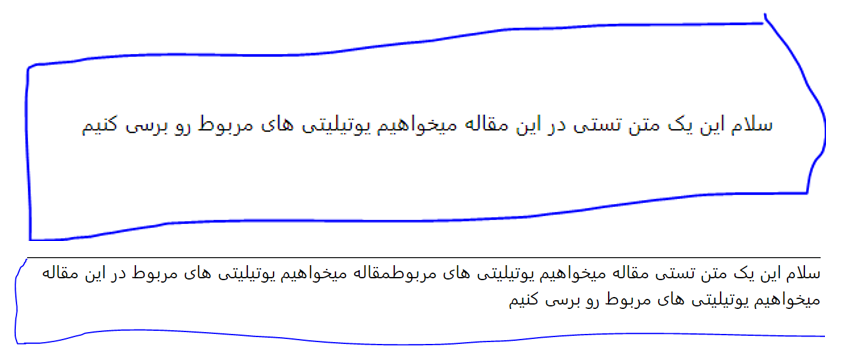 سلام این یک متن تستی در این مقاله میخواهیم یوتیلیتی های مربوط رو برسی کنیم
سلام این یک متن تستی مقاله میخواهیم یوتیلیتی های مربوطمقاله میخواهیم یوتیلیتی های مربوط در این مقاله
میخواهیم یوتیلیتی های مربوط رو برسی کنیم